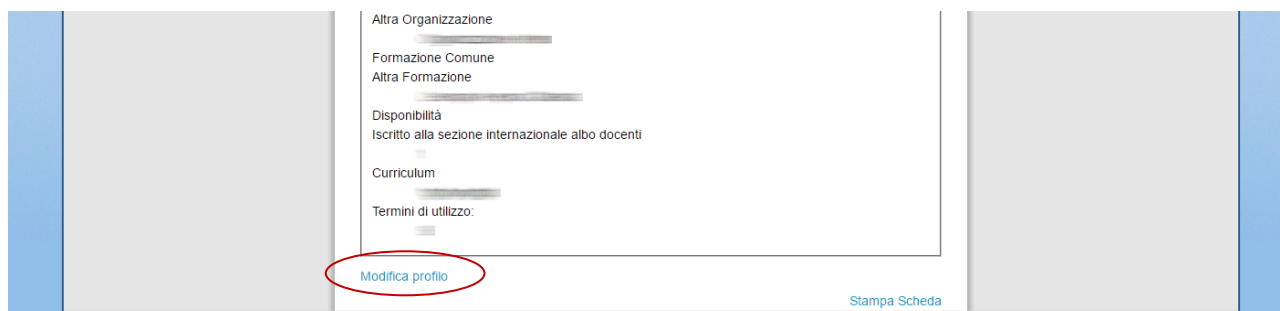 Altra Organizzazione
Formazione Comune
Altra Formazione
Disponibilità
Iscritto alla sezione internazionale albo docenti
Curriculum
Termini di utilizzo:
Modifica profilo
Stampa Scheda